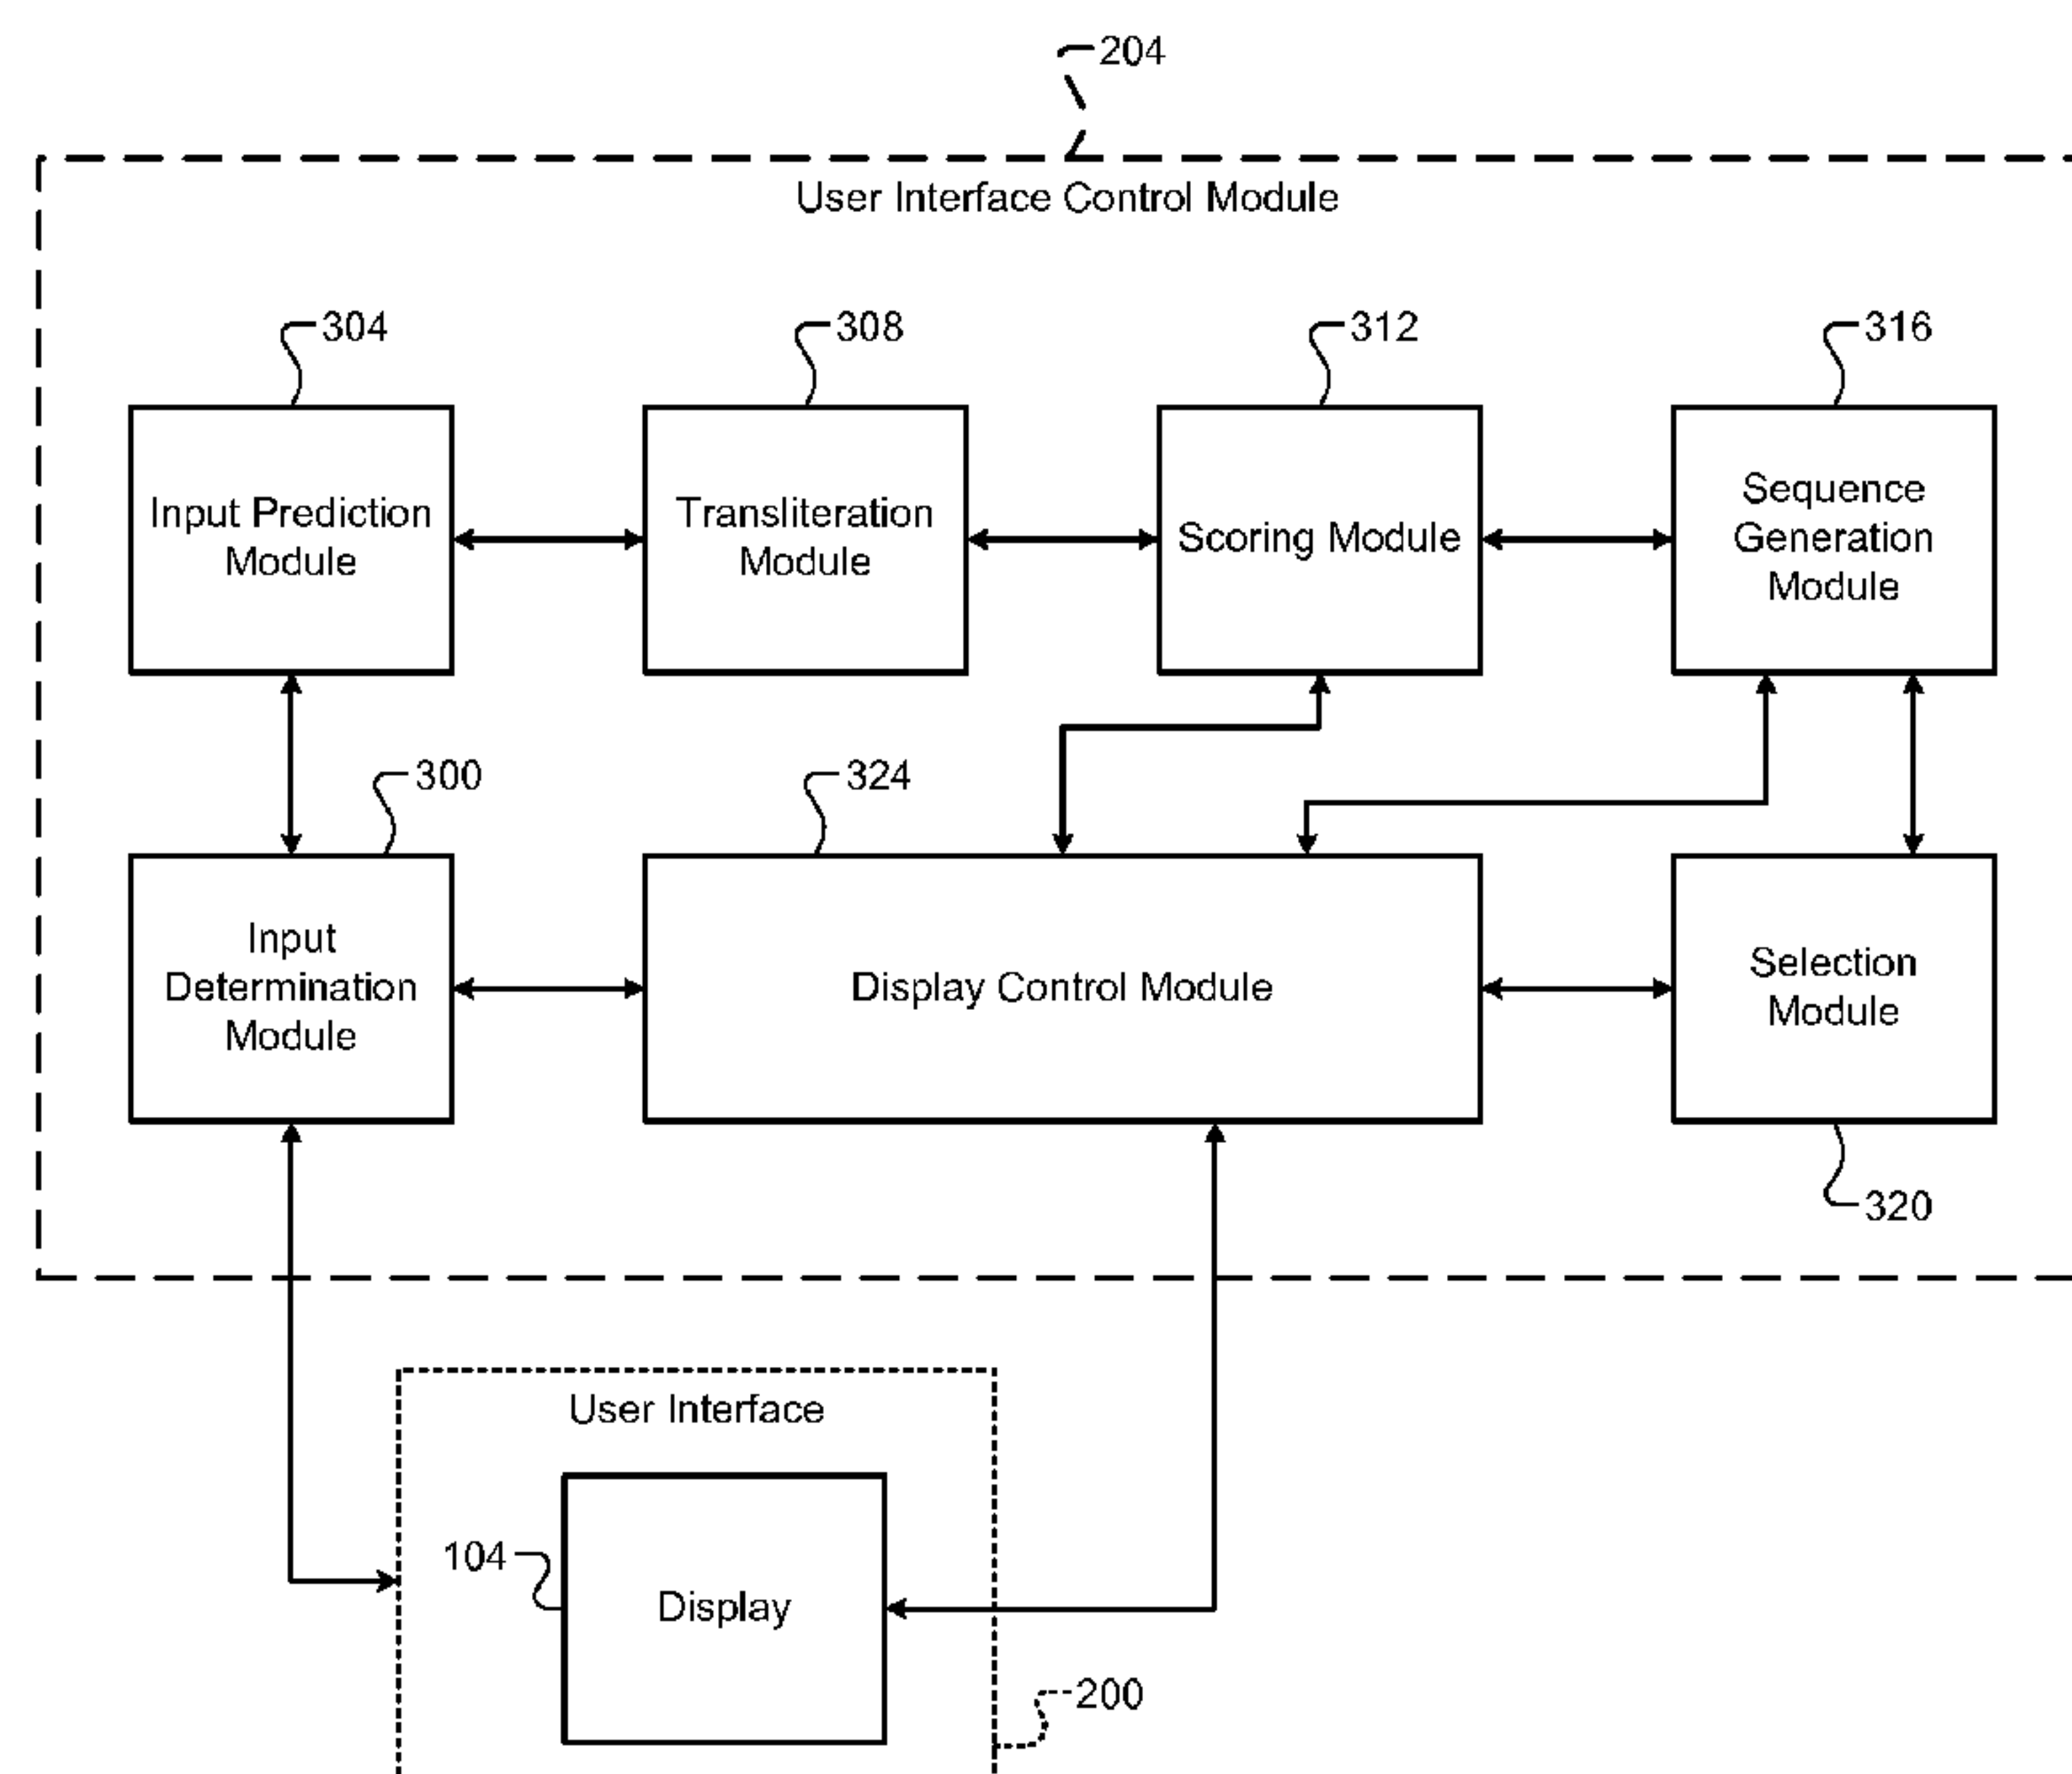 204
User Interface Control Module
304
308
312
316
Input Prediction
Module
Transliteration
Module
Scoring Module
Sequence
Generation
Module
300
324
Input
Determination
Module
Display Control Module
Selection
Module
320
User Interface
104
Display
200